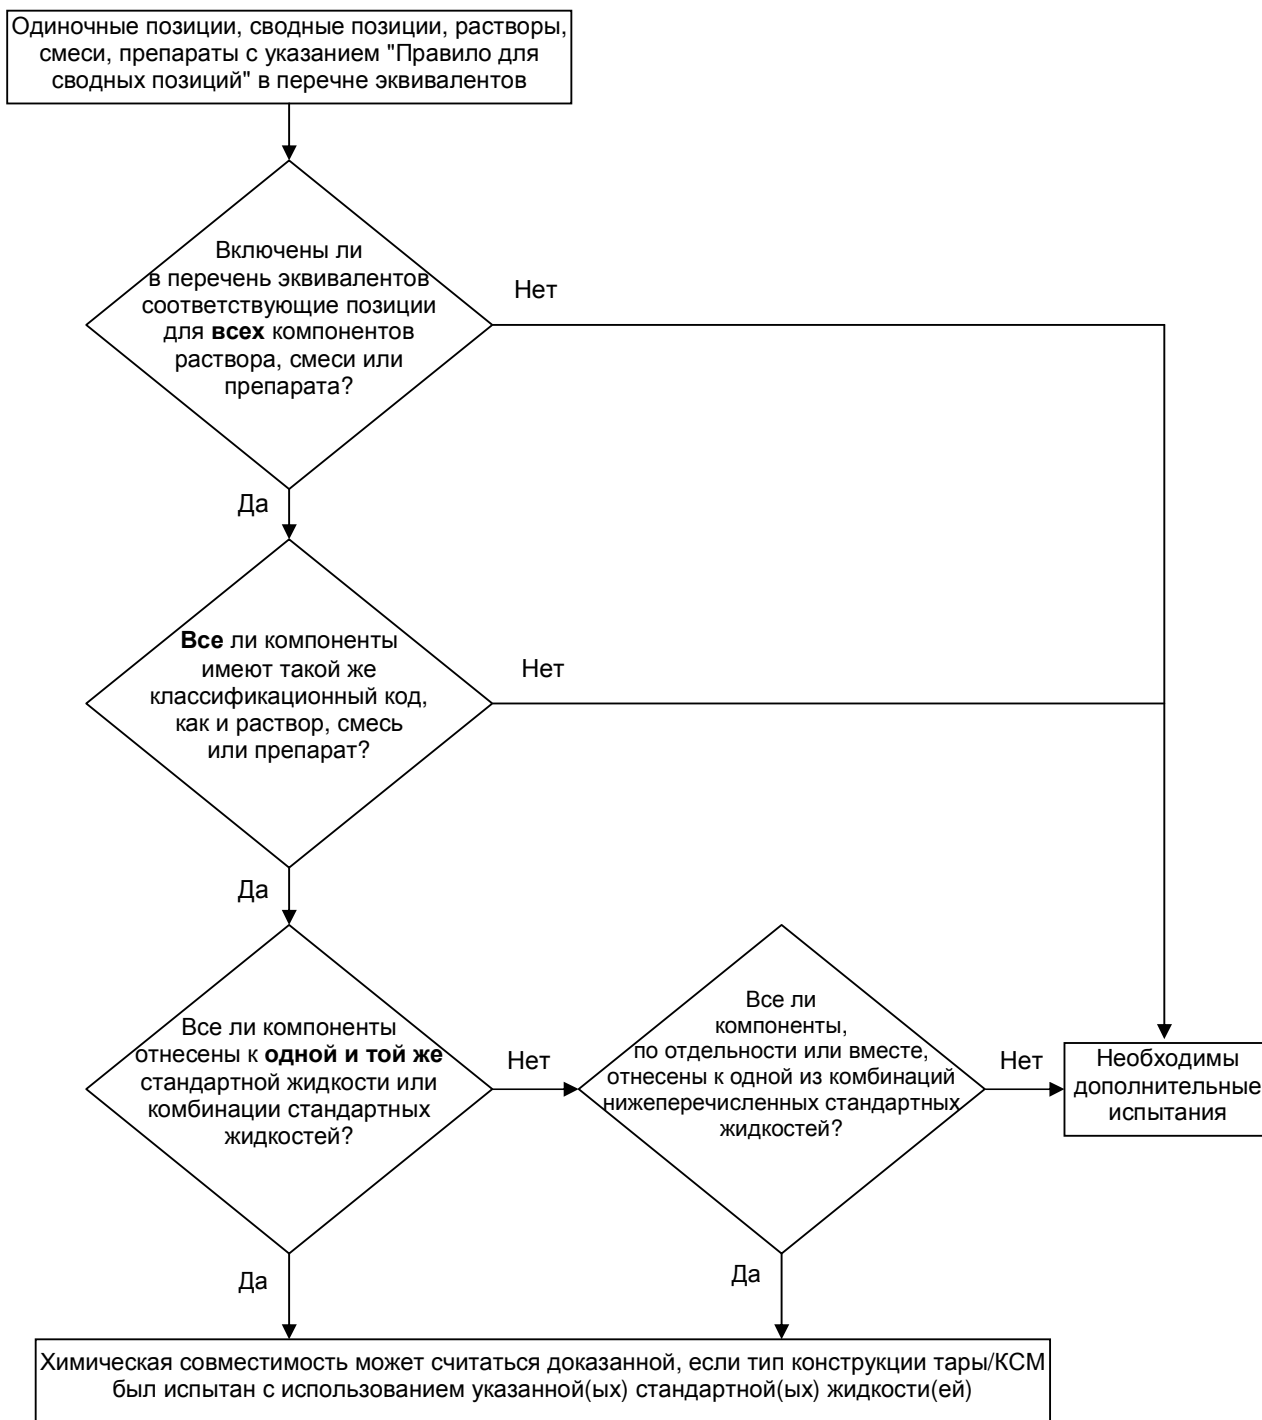 Одиночные позиции, сводные позиции, растворы,
смеси, препараты с указанием "Правило для
сводных позиций" в перечне эквивалентов
Включены ли
в перечень эквивалентов
соответствующие позиции
для всех компонентов
раствора, смеси или
препарата?
Нет
Да
Все ли компоненты
имеют такой же
классификационный код,
как и раствор, смесь
или препарат?
Нет
Да
Все ли компоненты
отнесены к одной и той же
стандартной жидкости или
комбинации стандартных
жидкостей?
Нет
Все ли
компоненты,
по отдельности или вместе,
отнесены к одной из комбинаций
нижеперечисленных стандартных
жидкостей?
Нет
Необходимы
дополнительные
испытания
Да
Да
Химическая совместимость может считаться доказанной, если тип конструкции тары/КСМ
был испытан с использованием указанной(ых) стандартной(ых) жидкости(ей)